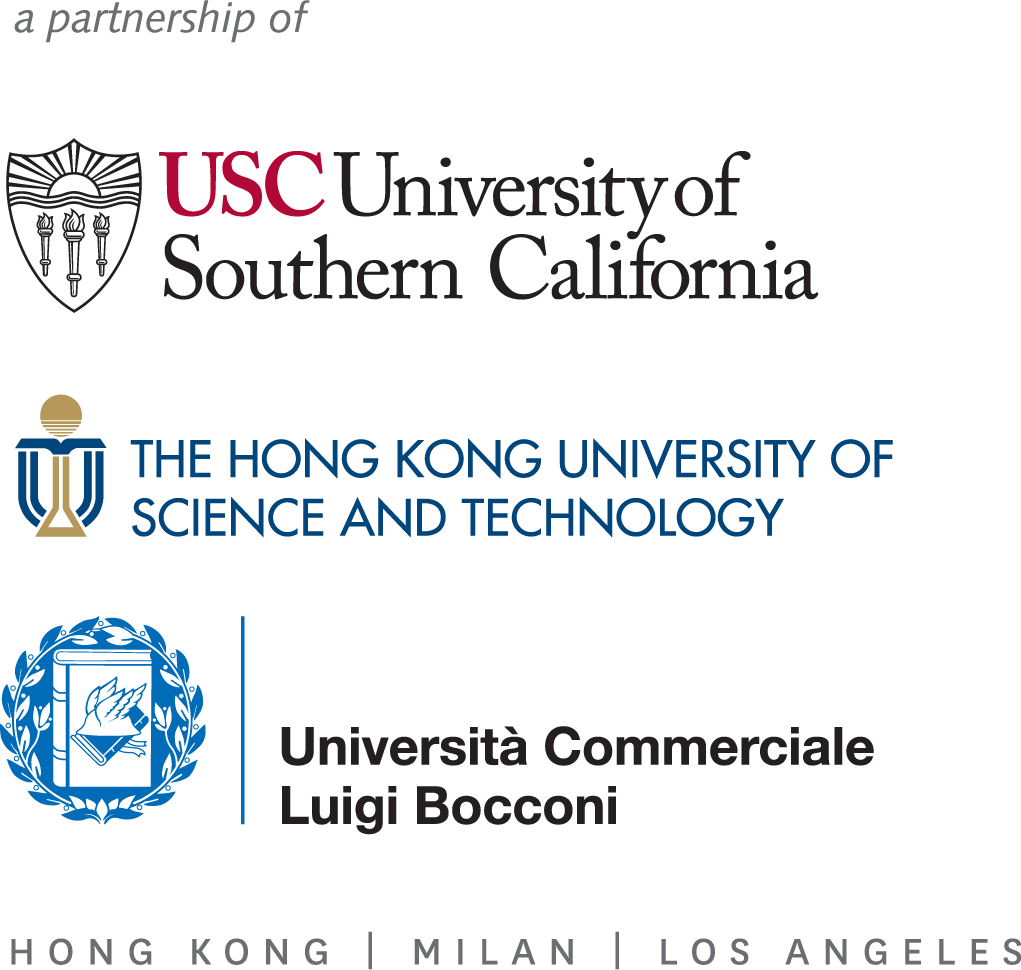 a partnership of
USC University of
Southern California
THE HONG KONG UNIVERSITY OF
SCIENCE AND TECHNOLOGY
Università Commerciale
Luigi Bocconi
HONG KONG | MILAN | LOS ANGELES